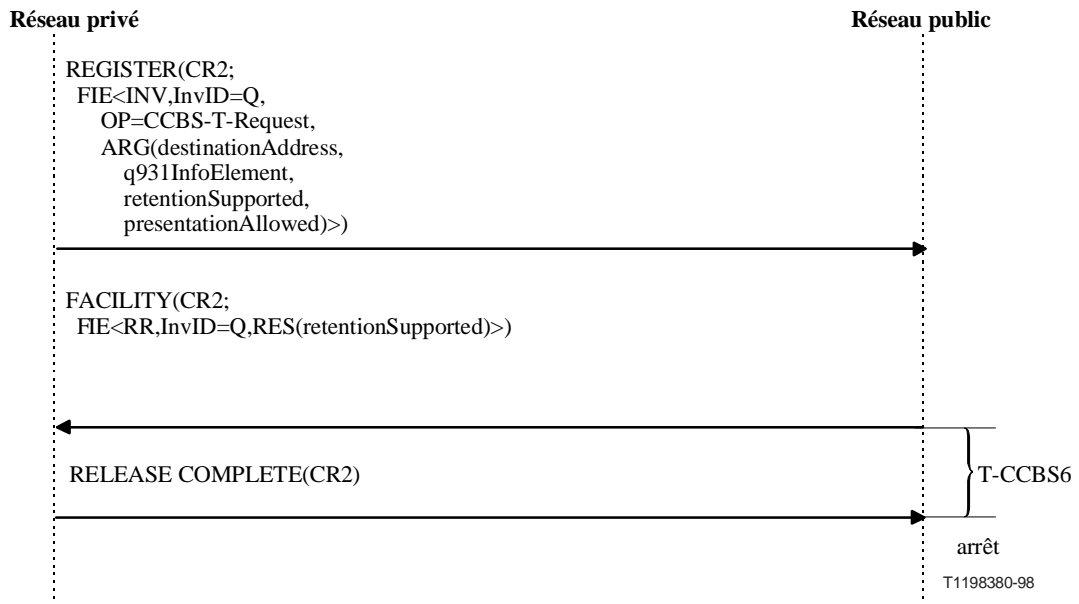 Réseau privé
Réseau public
REGISTER(CR2;
FIE<INV,InvID=Q,
OP=CCBS-T-Request,
ARG(destinationAddress,
q931InfoElement,
retentionSupported,
presentationAllowed)>)
FACILITY(CR2;
FIE<RR,InvID=Q,RES(retentionSupported)>)
RELEASE COMPLETE(CR2)
T-CCBS6
arrêt
T1198380-98